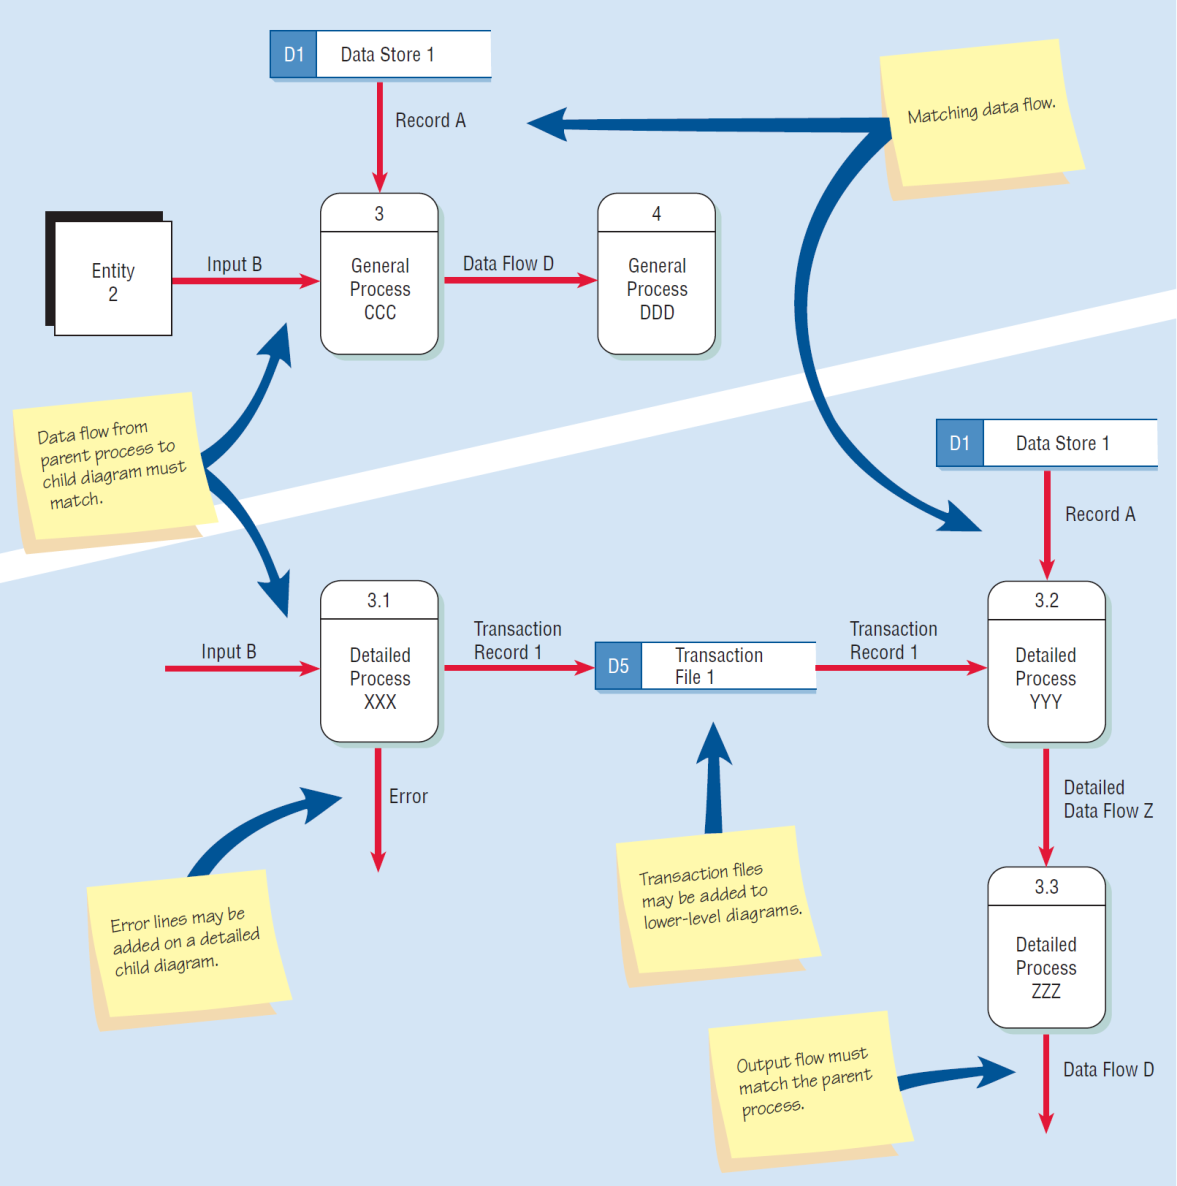 D1
Data Store 1
Record A
Matching data flow.
3
General
Process
CCC
4
General
Process
DDD
Entity
2
Input B
Data Flow D
Data flow from
parent process to
child diagram must
match.
D1
Data Store 1
Record A
3.1
Detailed
Process
XXX
Input B
Transaction
Record 1
D5
Transaction
File 1
Transaction
Record 1
3.2
Detailed
Process
YYY
Error
Detailed
Data Flow Z
Error lines may be
added on a detailed
child diagram.
Transaction files
may be added to
lower-level diagrams.
3.3
Detailed
Process
ZZZ
Output flow must
match the parent
process.
Data Flow D